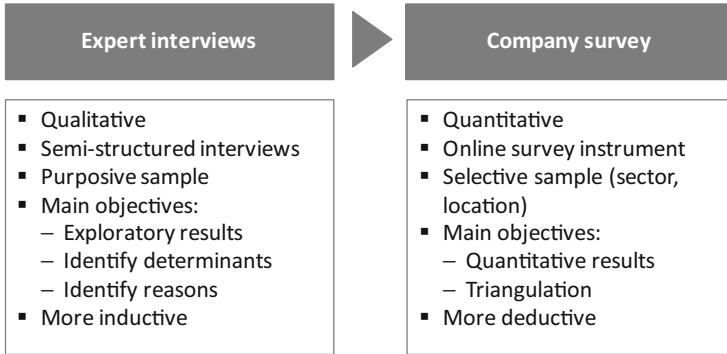 Expert interviews
▪ Qualitative
▪ Semi-structured interviews
▪ Purposive sample
▪ Main objectives:
– Exploratory results
– Identify determinants
– Identify reasons
▪ More inductive
Company survey
▪ Quantitative
▪ Online survey instrument
▪ Selective sample (sector,
location)
▪ Main objectives:
– Quantitative results
– Triangulation
▪ More deductive